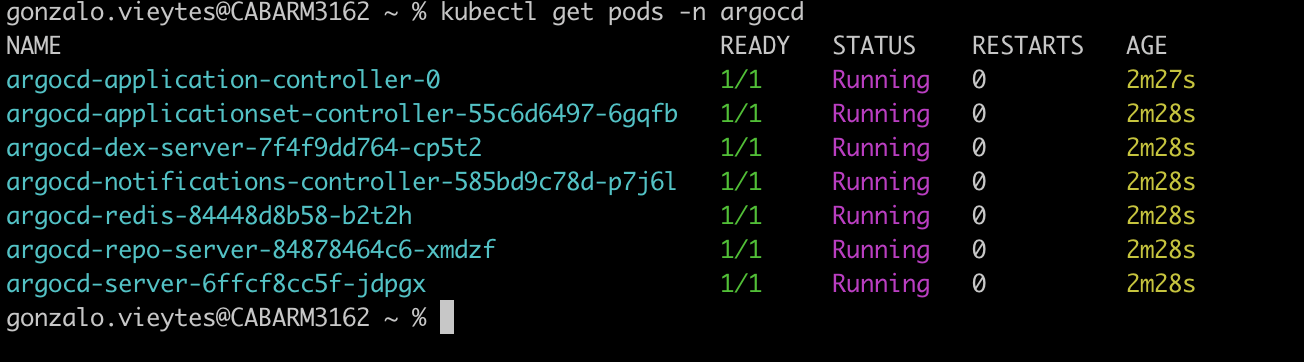 gonzalo.vieytes@CABARM3162 ~ % kubectl get pods -n argocd
NAME READY STATUS RESTARTS AGE
argocd-application-controller-0 1/1 Running 0 2m27s
argocd-applicationset-controller-55c6d6497-6gqfb 1/1 Running 0 2m28s
argocd-dex-server-7f4f9dd764-cp5t2 1/1 Running 0 2m28s
argocd-notifications-controller-585bd9c78d-p7j6l 1/1 Running 0 2m28s
argocd-redis-84448d8b58-b2t2h 1/1 Running 0 2m28s
argocd-repo-server-84878464c6-xmdzf 1/1 Running 0 2m28s
argocd-server-6ffcf8cc5f-jdpgx 1/1 Running 0 2m28s
gonzalo.vieytes@CABARM3162 ~ %